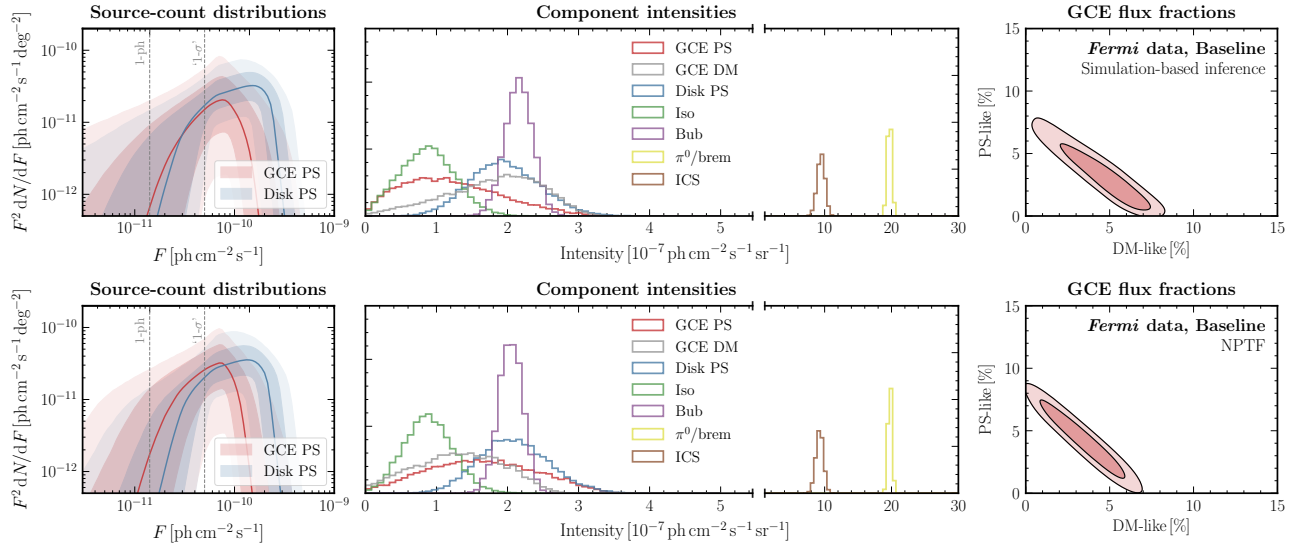 Source-count distributions
10⁻¹⁰
10⁻¹¹
10⁻¹²
F² dN/dF [ph cm⁻² s⁻¹ deg⁻²]
1-ph
'1-σ'
GCE PS
Disk PS
10⁻¹¹
10⁻¹⁰
10⁻⁹
F [ph cm⁻² s⁻¹]
Component intensities
GCE PS
GCE DM
Disk PS
Iso
Bub
π⁰/brem
ICS
0
1
2
3
4
5
10
20
30
Intensity [10⁻⁷ ph cm⁻² s⁻¹ sr⁻¹]
GCE flux fractions
Fermi data, Baseline
Simulation-based inference
15
10
5
0
PS-like [%]
0
5
10
15
DM-like [%]
Source-count distributions
10⁻¹⁰
10⁻¹¹
10⁻¹²
F² dN/dF [ph cm⁻² s⁻¹ deg⁻²]
1-ph
'1-σ'
GCE PS
Disk PS
10⁻¹¹
10⁻¹⁰
10⁻⁹
F [ph cm⁻² s⁻¹]
Component intensities
GCE PS
GCE DM
Disk PS
Iso
Bub
π⁰/brem
ICS
0
1
2
3
4
5
10
20
30
Intensity [10⁻⁷ ph cm⁻² s⁻¹ sr⁻¹]
GCE flux fractions
Fermi data, Baseline
NPTF
15
10
5
0
PS-like [%]
0
5
10
15
DM-like [%]